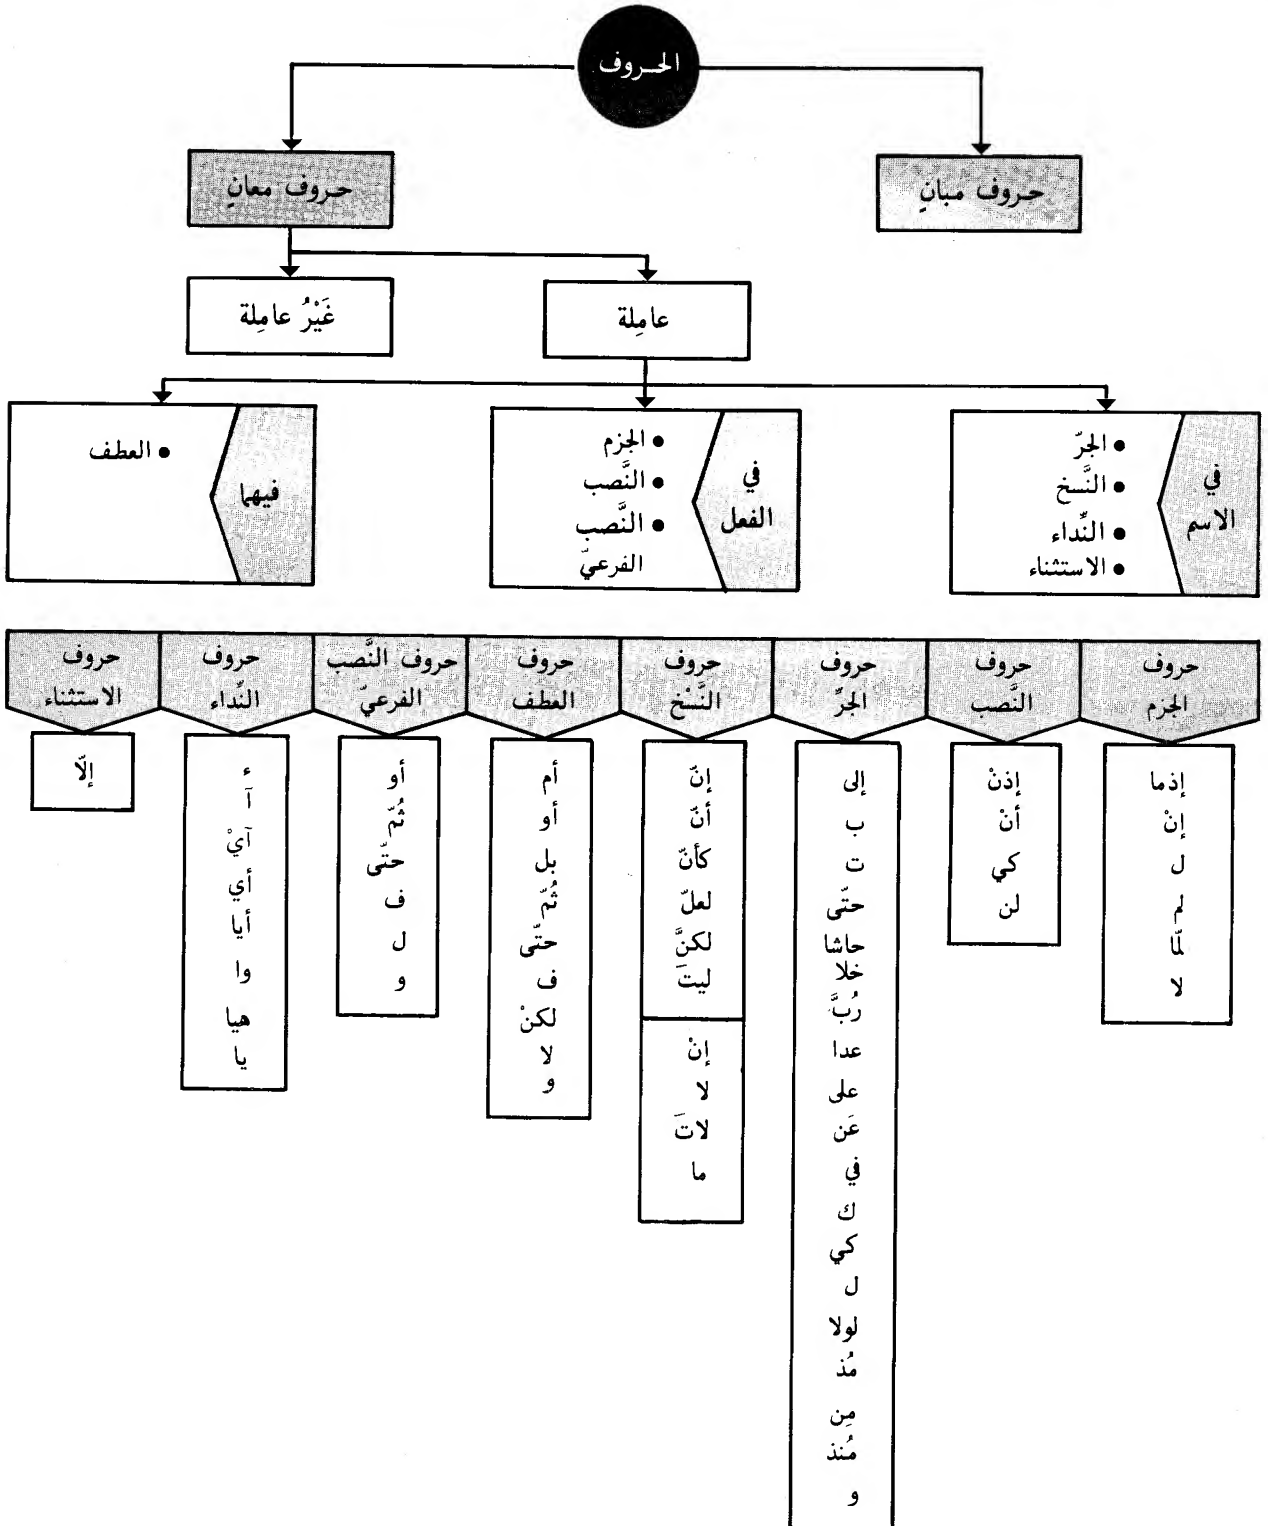 الحروف
حروف مبانٍ
حروف معانٍ
عامِلة
غَيْرُ عامِلة
في
الاسم
• الجرّ
• النَّسخ
• النِّداء
• الاستثناء
في
الفعل
• الجزم
• النَّصب
• النَّصب
الفرعيّ
فيهما
• العطف
حروف
الجزم
إذما
إنْ
ل
لم
لمّا
لا
حروف
النَّصب
إذنْ
أنْ
كي
لن
حروف
الجرِّ
إلى
ب
ت
حتّى
حاشا
خلا
رُبَّ
عدا
على
عَن
في
ك
كي
ل
لولا
مُذ
مِن
مُنذ
و
حروف
النَّسْخ
إنّ
أنّ
كأنّ
لعلّ
لكنَّ
ليتَ
إنْ
لا
لاتَ
ما
حروف
العطف
أم
أو
بل
ثُمّ
حتّى
ف
لكنْ
لا
و
حروف النَّصب
الفرعيّ
أو
ثُمّ
حتّى
ف
ل
و
حروف
النِّداء
ء
آ
آيْ
أي
أيا
وا
هيا
يا
حروف
الاستثناء
إلّا